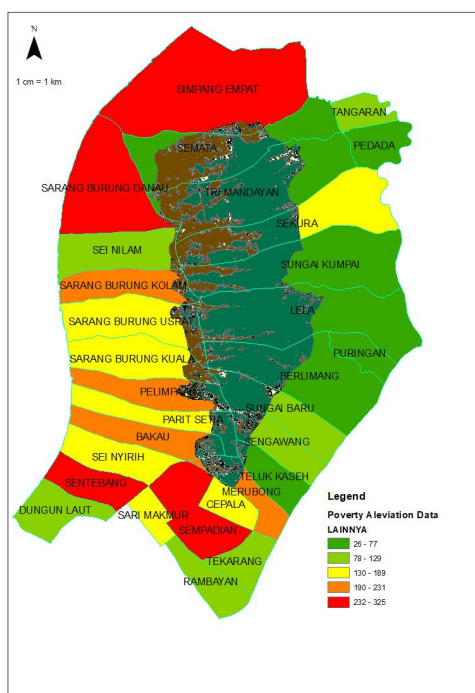 N
1 cm = 1 km
SIMPANG EMPAT
TANGARAN
SEMATA
PEDADA
SARANG BURUNG DANAU
TRI MANDAYAN
SEKURA
SEI NILAM
SUNGAI KUMPAI
SARANG BURUNG KOLAM
LELA
SARANG BURUNG USRAT
PURINGAN
SARANG BURUNG KUALA
BERLIMANG
PELIMPAAN
SUNGAI BARU
PARIT SETIA
BAKAU
SENGAWANG
SEI NYIRIH
TELUK KASEH
SENTEBANG
MERUBONG
CEPALA
DUNGUN LAUT
SARI MAKMUR
SEMPADIAN
TEKARANG
RAMBAYAN
Legend
Poverty Aleviation Data
LAINNYA
26 - 77
78 - 129
130 - 189
190 - 231
232 - 325